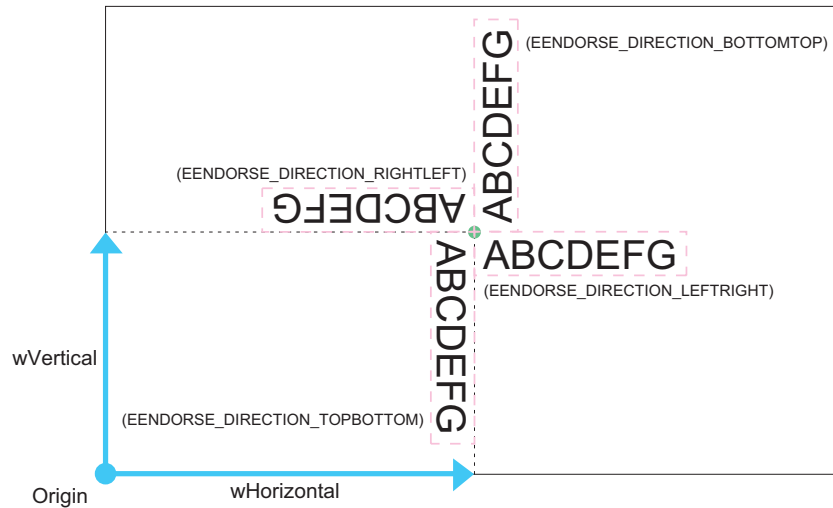 ABCDEFG
(EENDORSE_DIRECTION_BOTTOMTOP)
(EENDORSE_DIRECTION_RIGHTLEFT)
ABCDEFG
ABCDEFG
(EENDORSE_DIRECTION_LEFTRIGHT)
ABCDEFG
wVertical
(EENDORSE_DIRECTION_TOPBOTTOM)
Origin
wHorizontal